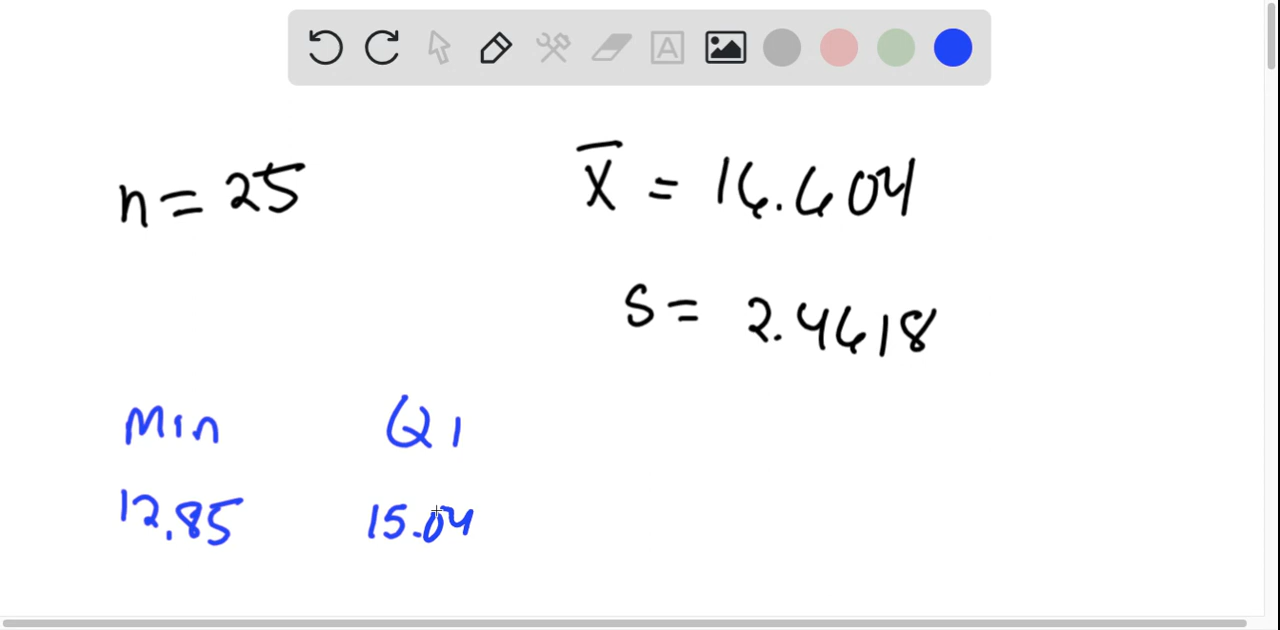 A
n = 25
x̄ = 16.604
S = 2.4618
Min Q1
12.85 15.04